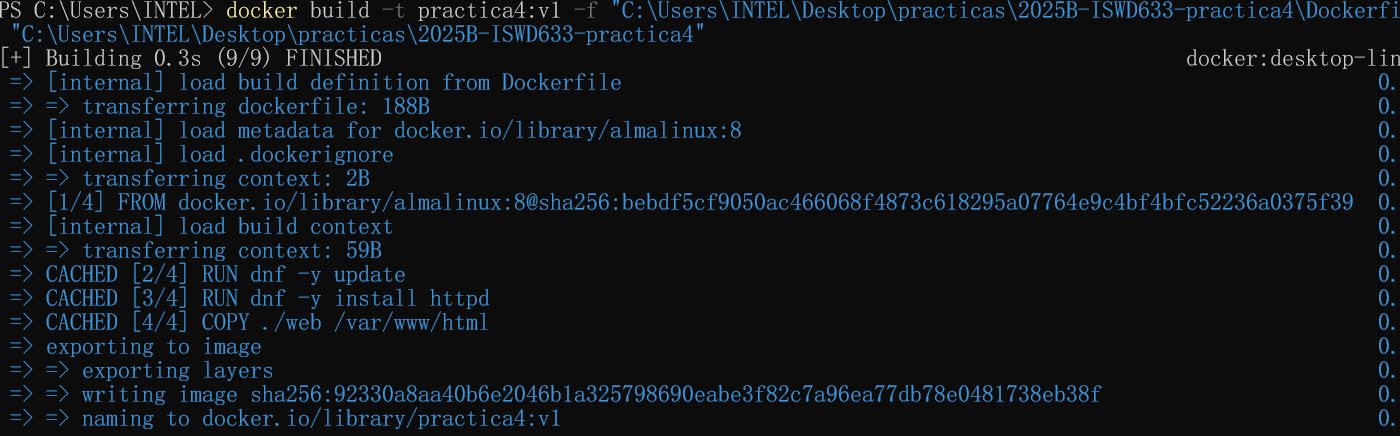 PS C:\Users\INTEL> docker build -t practica4:v1 -f "C:\Users\INTEL\Desktop\practicas\2025B-ISWD633-practica4\Dockerfi
"C:\Users\INTEL\Desktop\practicas\2025B-ISWD633-practica4"
[+] Building 0.3s (9/9) FINISHED docker:desktop-lin
=> [internal] load build definition from Dockerfile 0.
=> => transferring dockerfile: 188B 0.
=> [internal] load metadata for docker.io/library/almalinux:8 0.
=> [internal] load .dockerignore 0.
=> => transferring context: 2B 0.
=> [1/4] FROM docker.io/library/almalinux:8@sha256:bebdf5cf9050ac466068f4873c618295a07764e9c4bf4bfc52236a0375f39 0.
=> [internal] load build context 0.
=> => transferring context: 59B 0.
=> CACHED [2/4] RUN dnf -y update 0.
=> CACHED [3/4] RUN dnf -y install httpd 0.
=> CACHED [4/4] COPY ./web /var/www/html 0.
=> exporting to image 0.
=> => exporting layers 0.
=> => writing image sha256:92330a8aa40b6e2046b1a325798690eabe3f82c7a96ea77db78e0481738eb38f 0.
=> => naming to docker.io/library/practica4:v1 0.